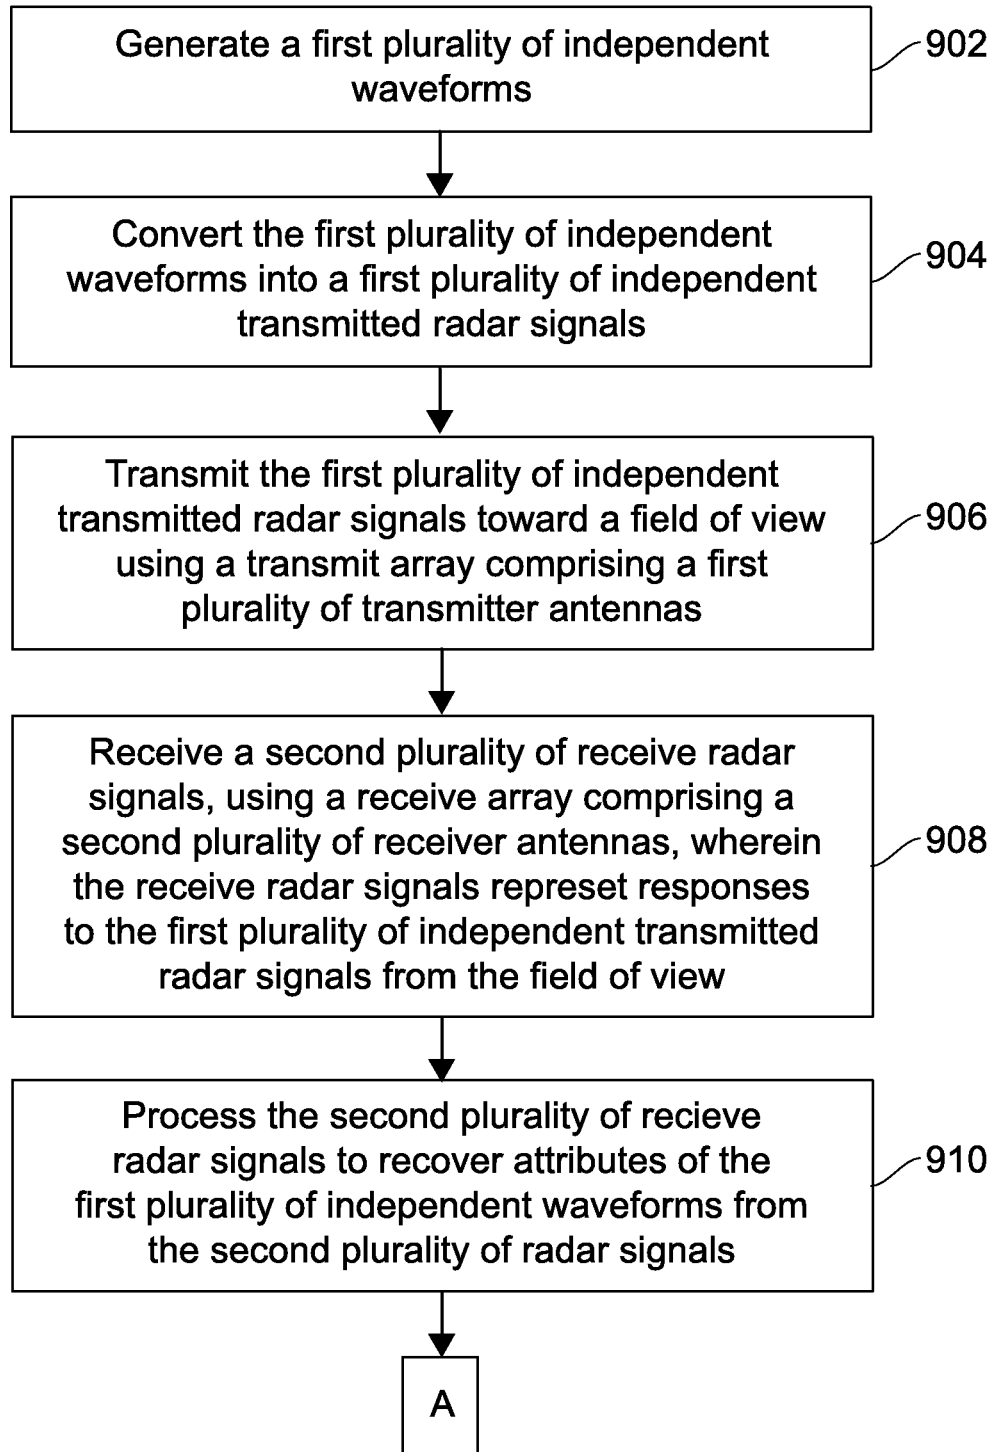 Generate a first plurality of independent
waveforms
902
Convert the first plurality of independent
waveforms into a first plurality of independent
transmitted radar signals
904
Transmit the first plurality of independent
transmitted radar signals toward a field of view
using a transmit array comprising a first
plurality of transmitter antennas
906
Receive a second plurality of receive radar
signals, using a receive array comprising a
second plurality of receiver antennas, wherein
the receive radar signals represet responses
to the first plurality of independent transmitted
radar signals from the field of view
908
Process the second plurality of recieve
radar signals to recover attributes of the
first plurality of independent waveforms from
the second plurality of radar signals
910
A